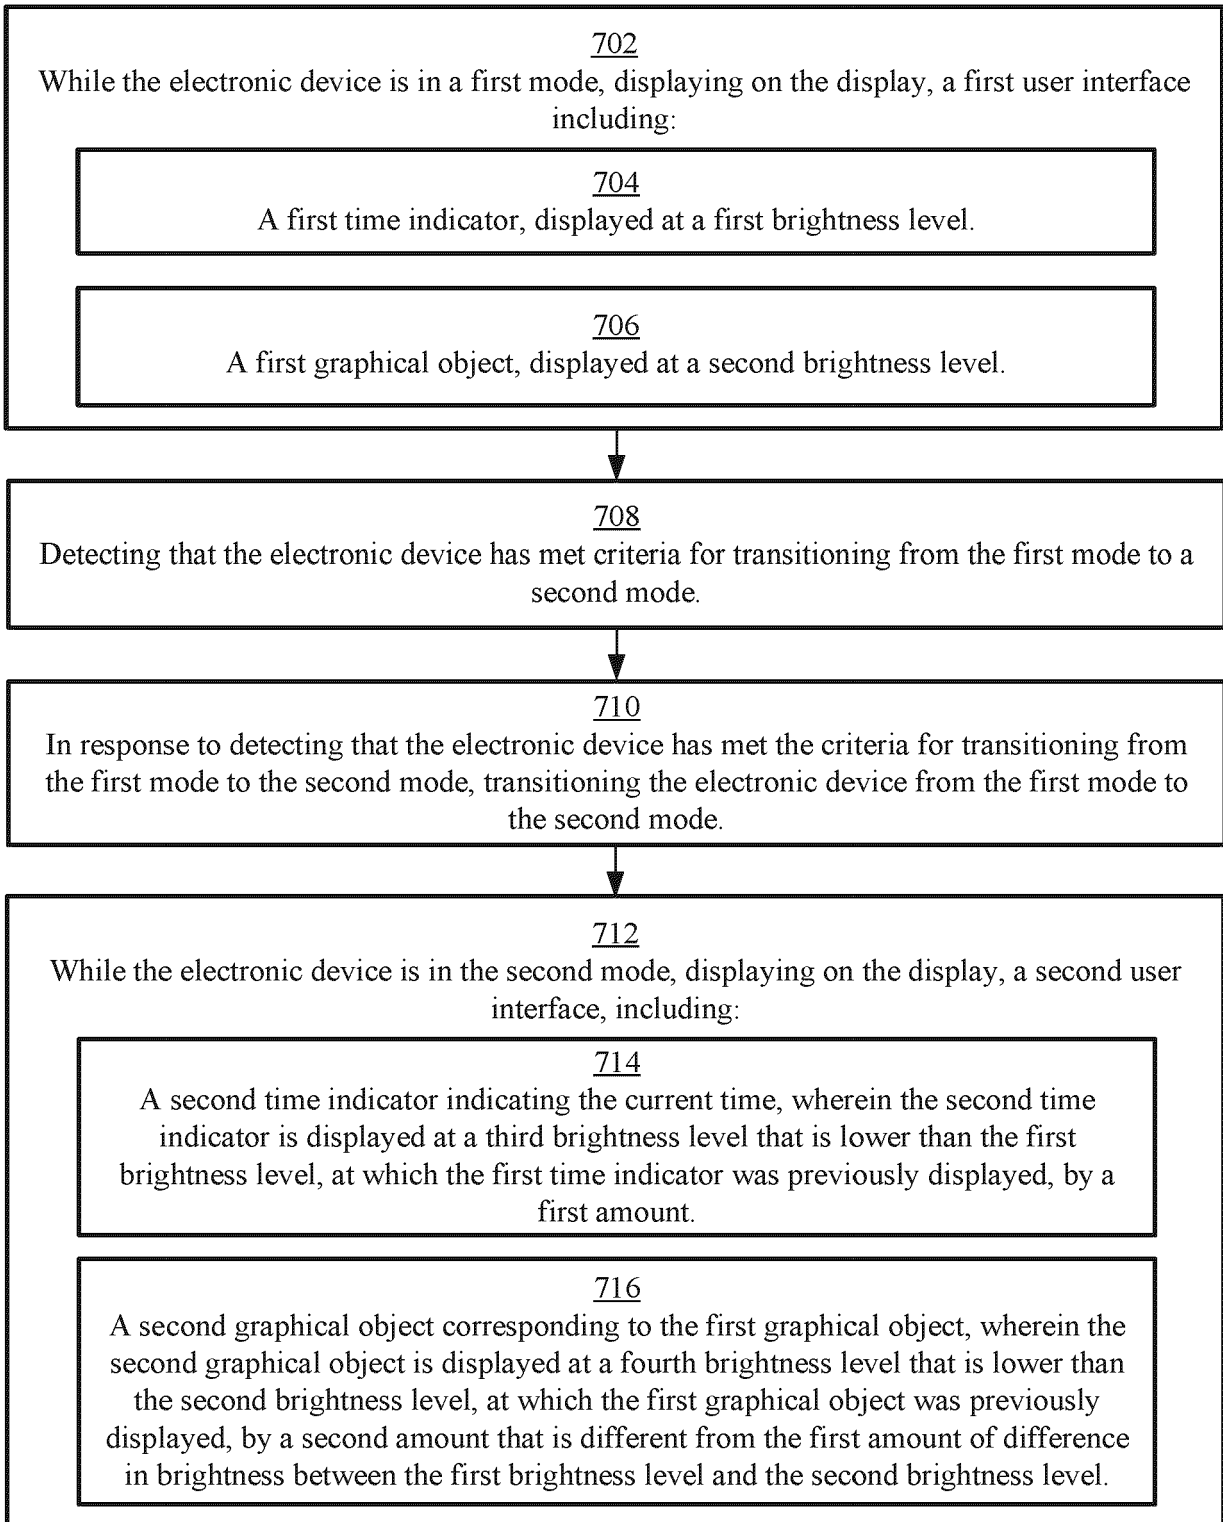 702
While the electronic device is in a first mode, displaying on the display, a first user interface
including:
704
A first time indicator, displayed at a first brightness level.
706
A first graphical object, displayed at a second brightness level.
708
Detecting that the electronic device has met criteria for transitioning from the first mode to a
second mode.
710
In response to detecting that the electronic device has met the criteria for transitioning from
the first mode to the second mode, transitioning the electronic device from the first mode to
the second mode.
712
While the electronic device is in the second mode, displaying on the display, a second user
interface, including:
714
A second time indicator indicating the current time, wherein the second time
indicator is displayed at a third brightness level that is lower than the first
brightness level, at which the first time indicator was previously displayed, by a
first amount.
716
A second graphical object corresponding to the first graphical object, wherein the
second graphical object is displayed at a fourth brightness level that is lower than
the second brightness level, at which the first graphical object was previously
displayed, by a second amount that is different from the first amount of difference
in brightness between the first brightness level and the second brightness level.